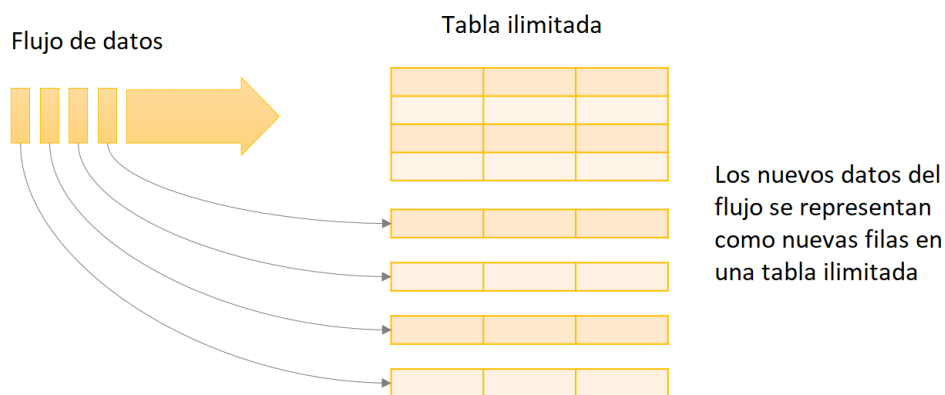 Flujo de datos
Tabla ilimitada
Los nuevos datos del
flujo se representan
como nuevas filas en
una tabla ilimitada